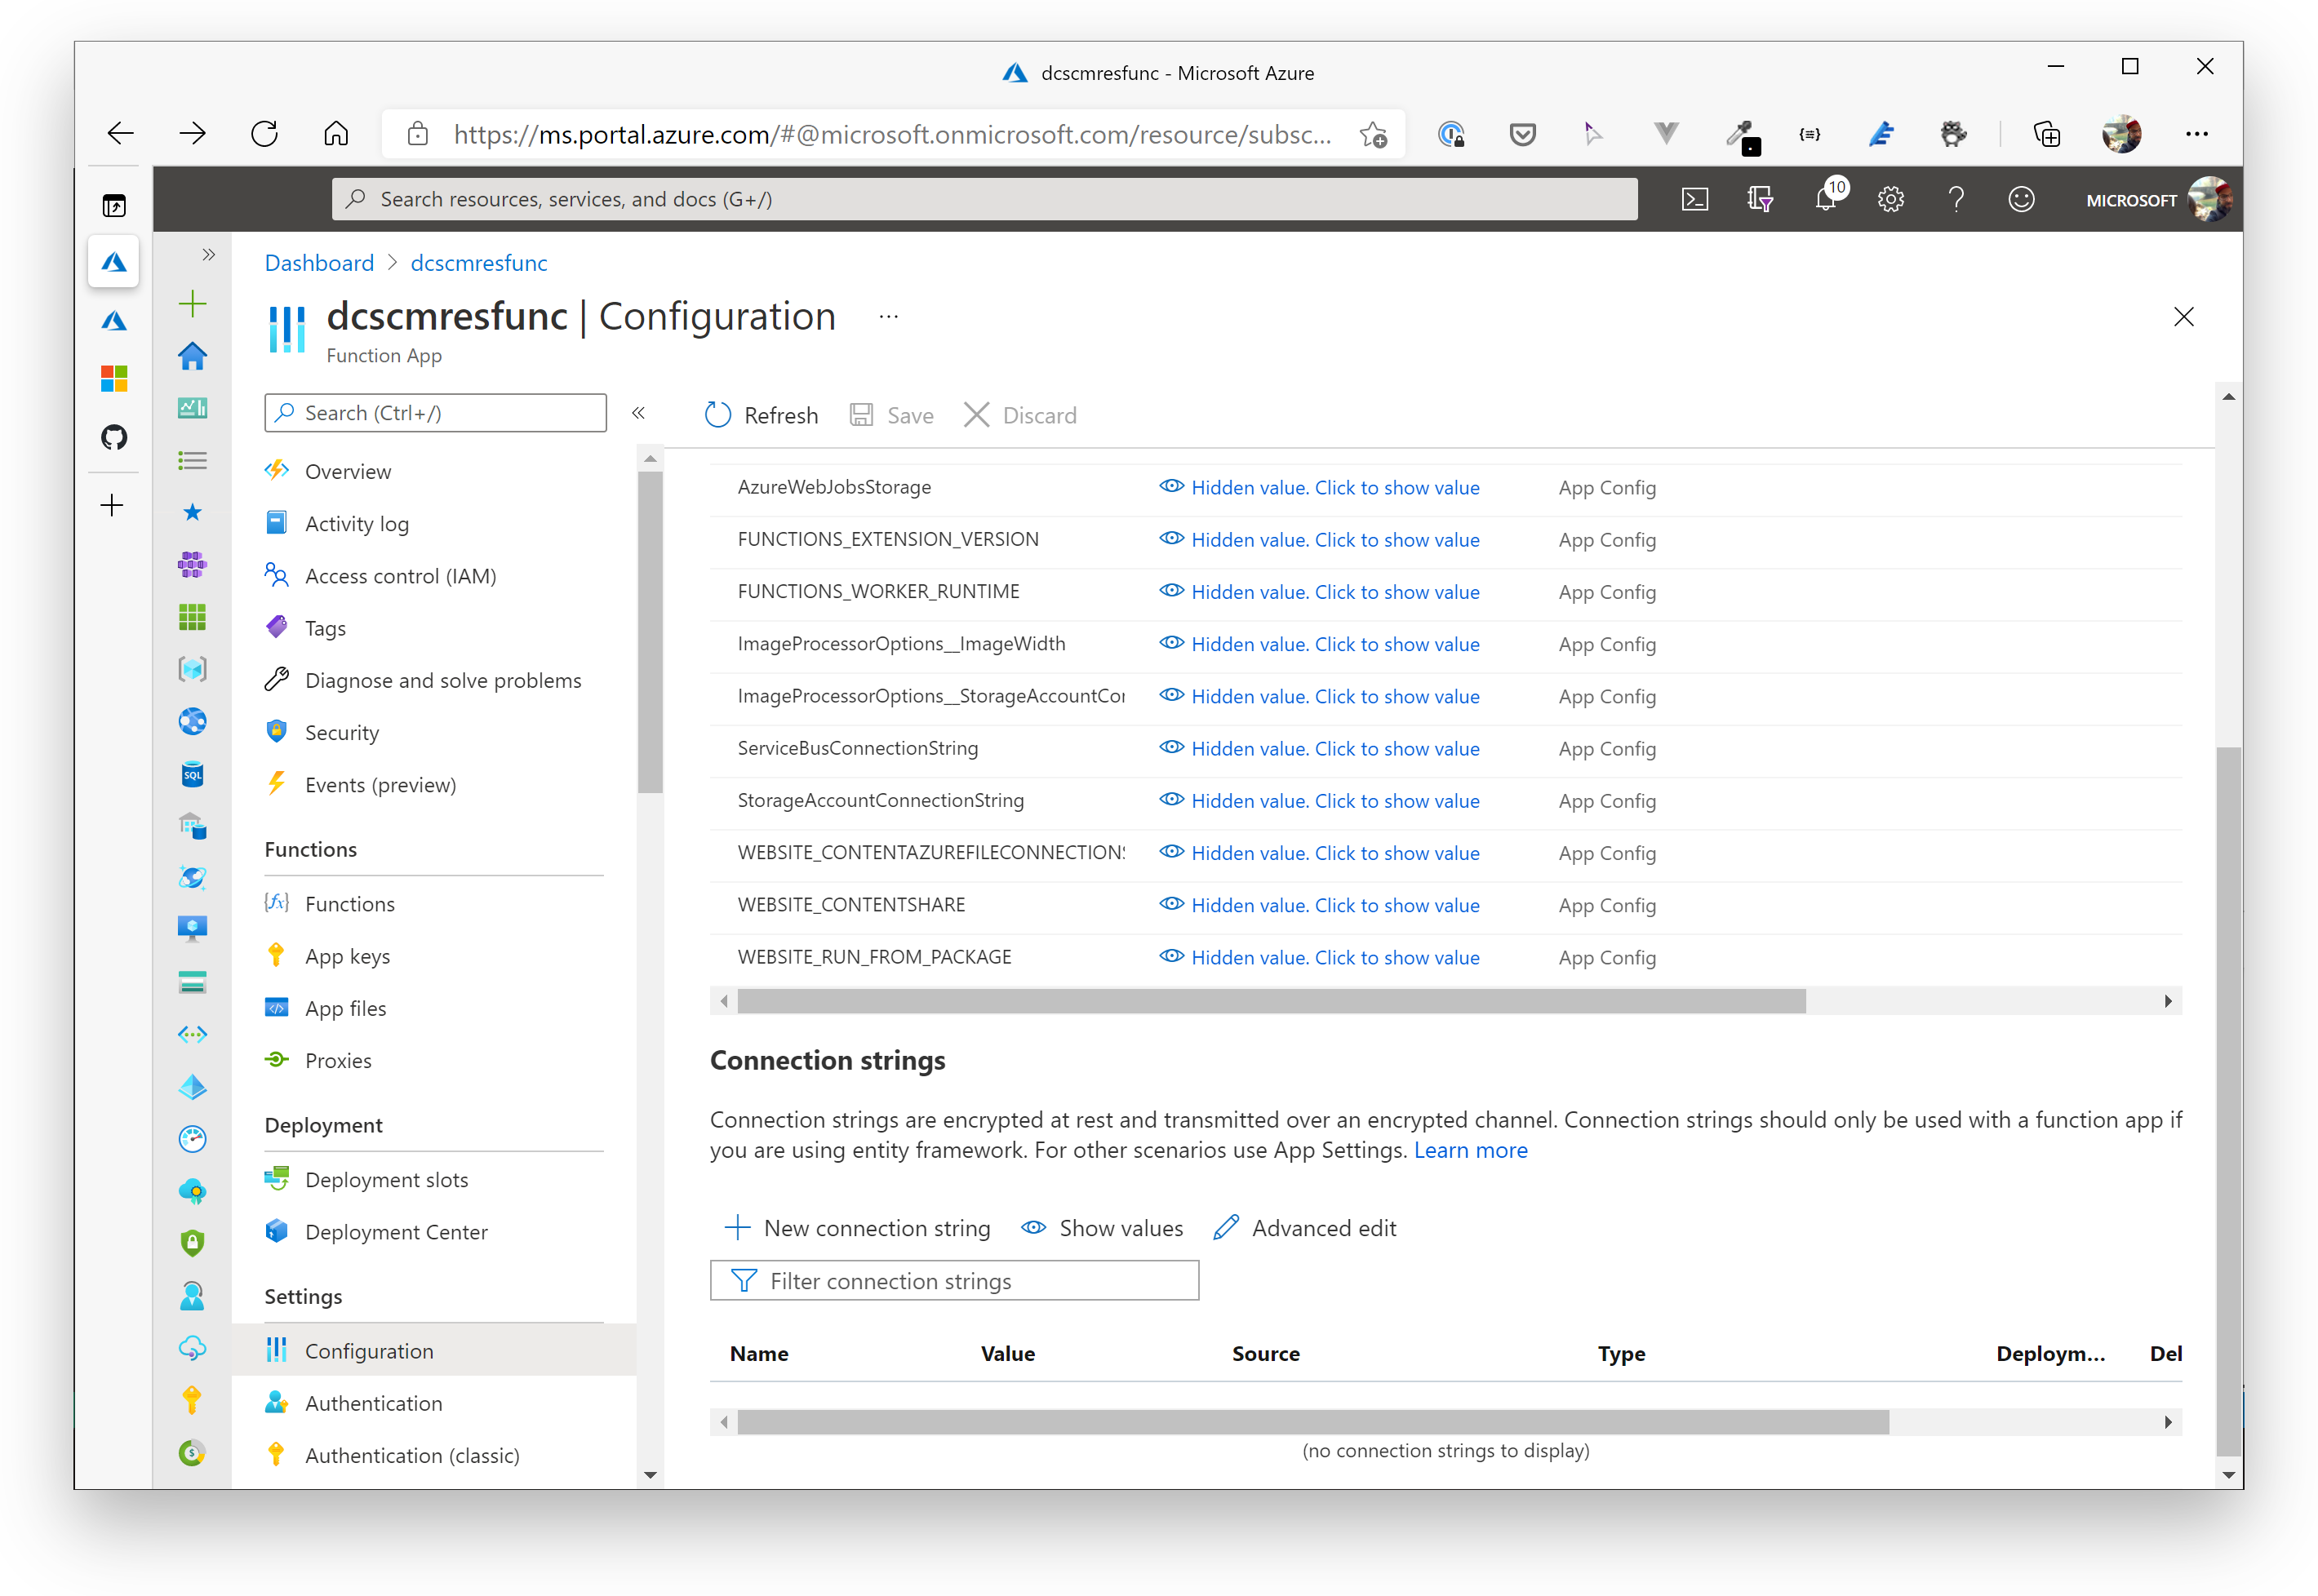 dcscmresfunc - Microsoft Azure
https://ms.portal.azure.com/#@microsoft.onmicrosoft.com/resource/subsc...
Search resources, services, and docs (G+/)
10
MICROSOFT
Dashboard > dcscmresfunc
dcscmresfunc | Configuration ...
Function App
Search (Ctrl+/)
Overview
Activity log
Access control (IAM)
Tags
Diagnose and solve problems
Security
Events (preview)
Functions
Functions
App keys
App files
Proxies
Deployment
Deployment slots
Deployment Center
Settings
Configuration
Authentication
Authentication (classic)
SQL
Refresh Save Discard
AzureWebJobsStorage Hidden value. Click to show value App Config
FUNCTIONS_EXTENSION_VERSION Hidden value. Click to show value App Config
FUNCTIONS_WORKER_RUNTIME Hidden value. Click to show value App Config
ImageProcessorOptions__ImageWidth Hidden value. Click to show value App Config
ImageProcessorOptions__StorageAccountCor Hidden value. Click to show value App Config
ServiceBusConnectionString Hidden value. Click to show value App Config
StorageAccountConnectionString Hidden value. Click to show value App Config
WEBSITE_CONTENTAZUREFILECONNECTIONS Hidden value. Click to show value App Config
WEBSITE_CONTENTSHARE Hidden value. Click to show value App Config
WEBSITE_RUN_FROM_PACKAGE Hidden value. Click to show value App Config
Connection strings
Connection strings are encrypted at rest and transmitted over an encrypted channel. Connection strings should only be used with a function app if
you are using entity framework. For other scenarios use App Settings. Learn more
New connection string Show values Advanced edit
Filter connection strings
Name Value Source Type Deploym... Del
(no connection strings to display)